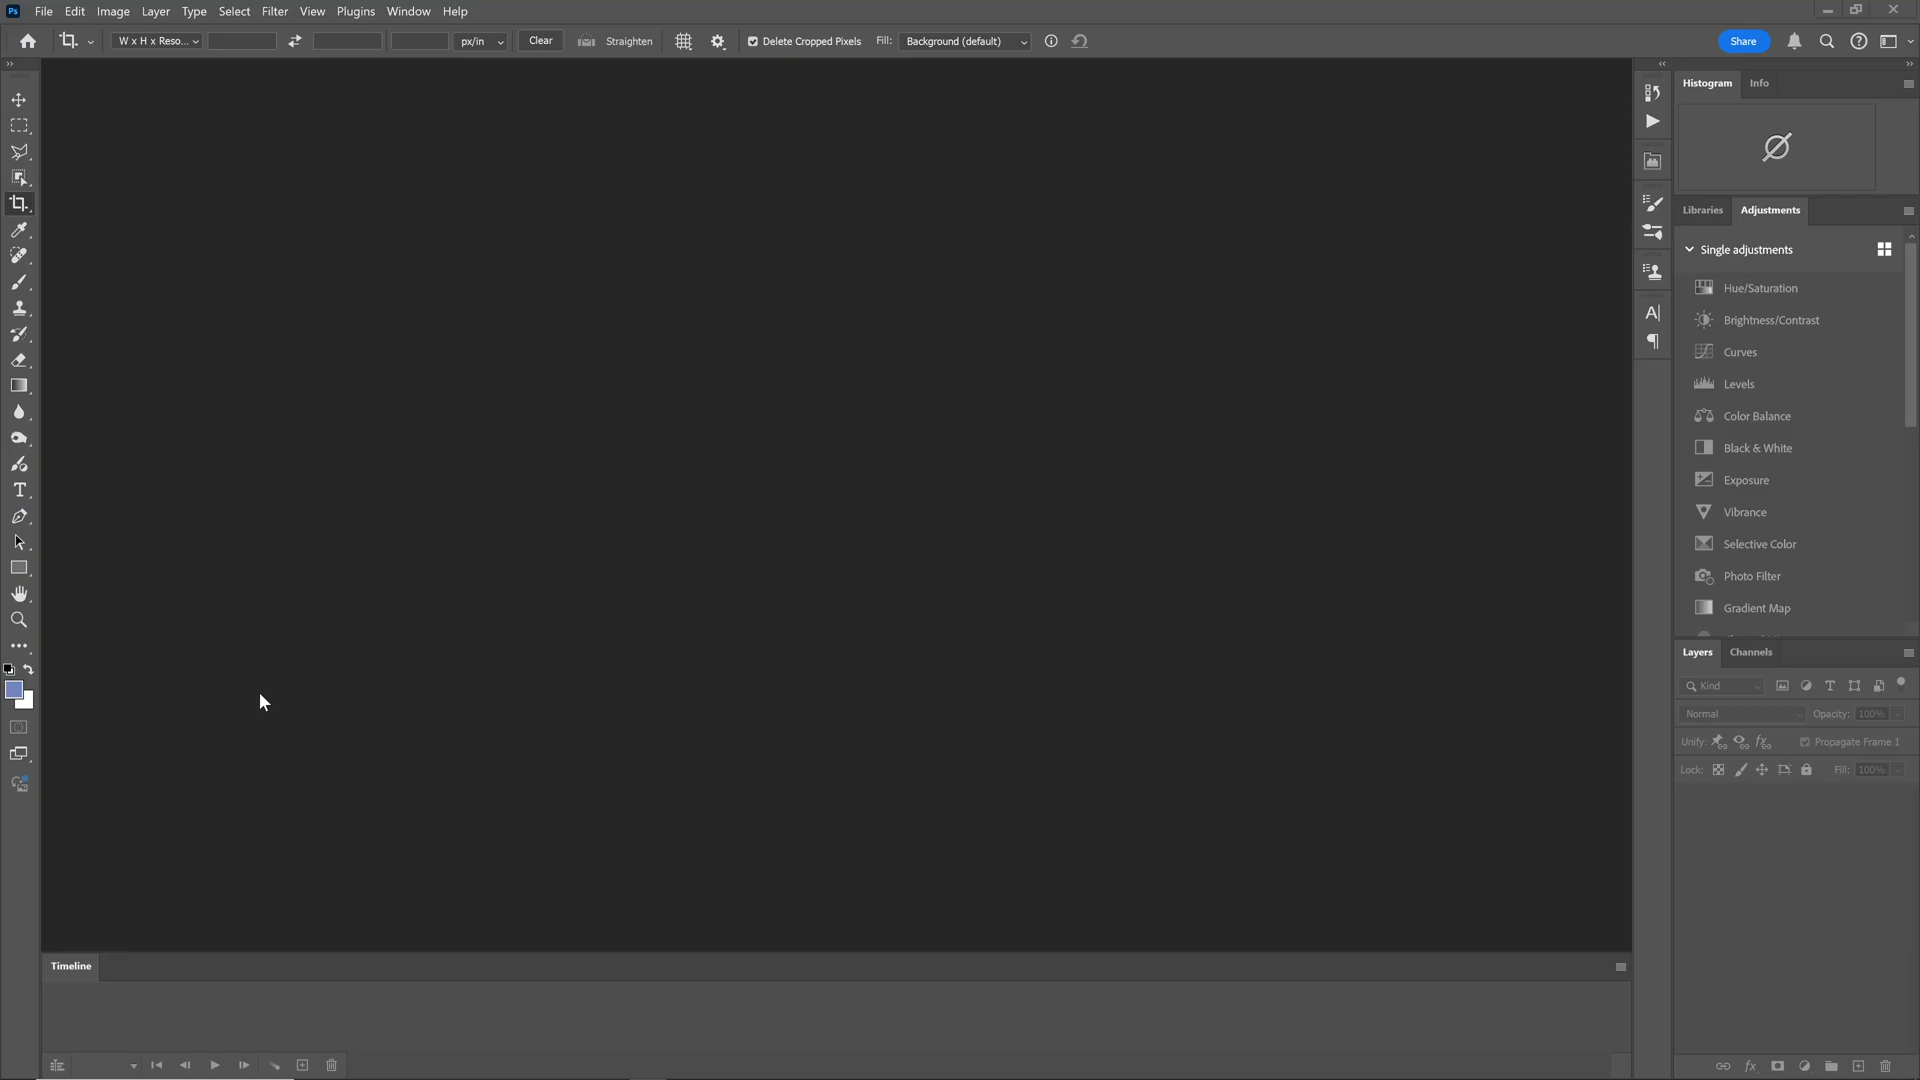 Ps File Edit Image Layer Type Select Filter View Plugins Window Help
W x H x Reso... px/in Clear Straighten Delete Cropped Pixels Fill: Background (default) Share
Histogram Info
Libraries Adjustments
Single adjustments
Hue/Saturation
Brightness/Contrast
Curves
Levels
Color Balance
Black & White
Exposure
Vibrance
Selective Color
Photo Filter
Gradient Map
Layers Channels
Kind
Normal Opacity: 100%
Unify: Propagate Frame 1
Lock: Fill: 100%
Timeline